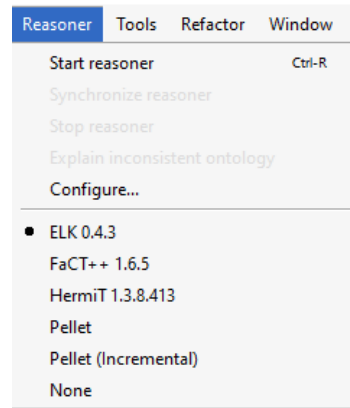 Reasoner Tools Refactor Window
Start reasoner Ctrl-R
Synchronize reasoner
Stop reasoner
Explain inconsistent ontology
Configure...
ELK 0.4.3
FaCT++ 1.6.5
HermiT 1.3.8.413
Pellet
Pellet (Incremental)
None